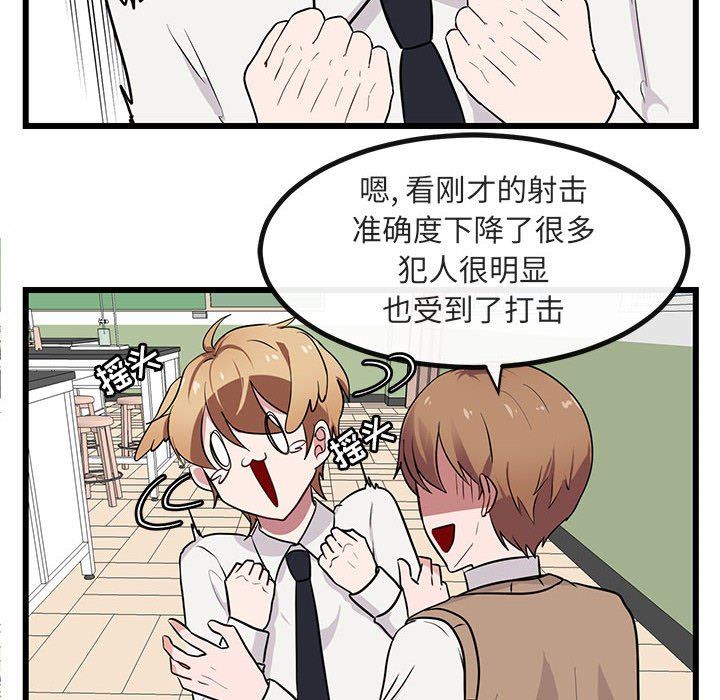 嗯,看刚才的射击
准确度下降了很多
犯人很明显
也受到了打击
摇头
摇头